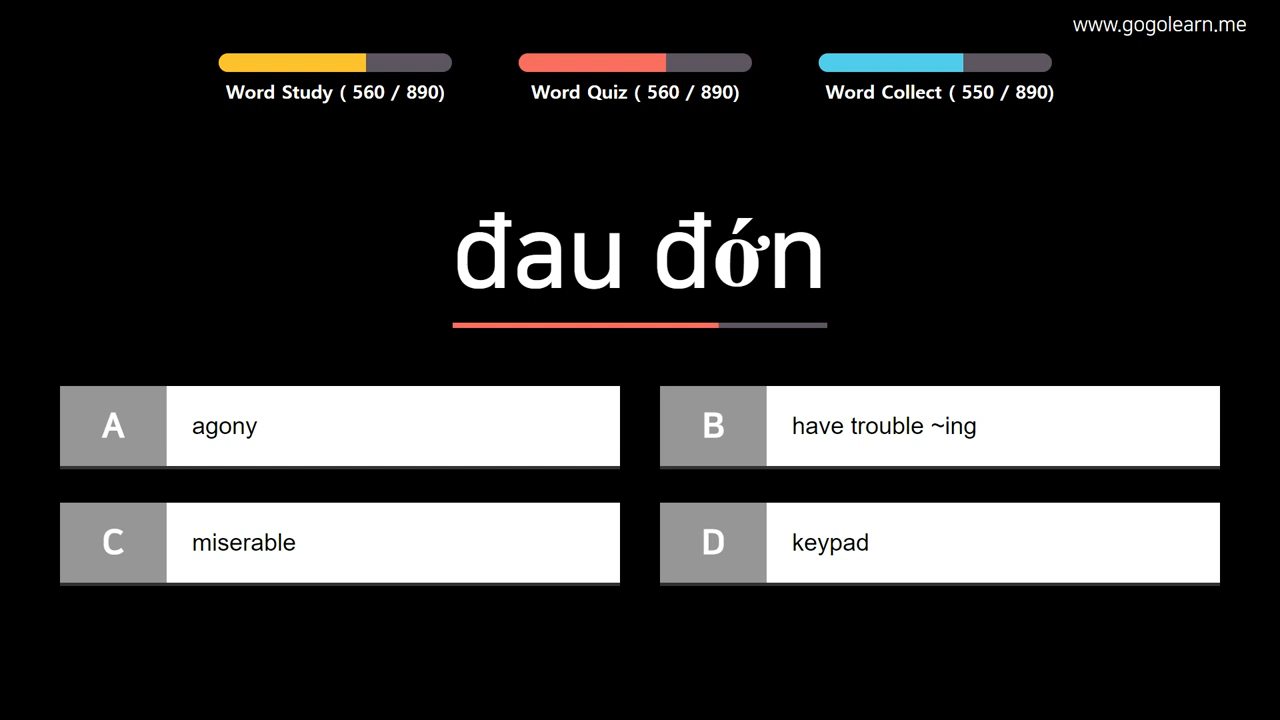 www.gogolearn.me
Word Study ( 560 / 890)
Word Quiz ( 560 / 890)
Word Collect ( 550 / 890)
đau đớn
A agony
B have trouble ~ing
C miserable
D keypad